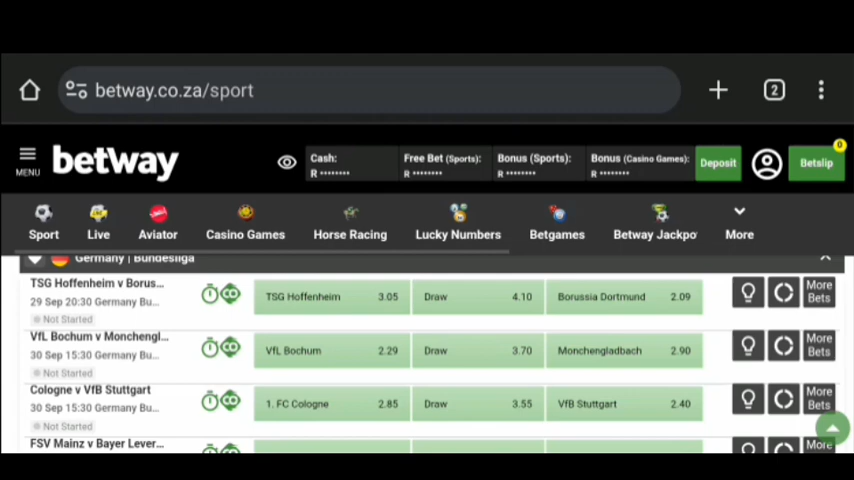 betway.co.za/sport
2
MENU
betway
Cash:
R ********
Free Bet (Sports):
R ********
Bonus (Sports):
R ********
Bonus (Casino Games):
R ********
Deposit
0
Betslip
Sport
Live
Aviator
Casino Games
Horse Racing
Lucky Numbers
Betgames
Betway Jackpo
More
Germany | Bundesliga
TSG Hoffenheim v Borus...
29 Sep 20:30 Germany Bu...
Not Started
TSG Hoffenheim 3.05
Draw 4.10
Borussia Dortmund 2.09
More
Bets
VfL Bochum v Monchengl...
30 Sep 15:30 Germany Bu...
Not Started
VfL Bochum 2.29
Draw 3.70
Monchengladbach 2.90
More
Bets
Cologne v VfB Stuttgart
30 Sep 15:30 Germany Bu...
Not Started
1. FC Cologne 2.85
Draw 3.55
VfB Stuttgart 2.40
More
Bets
FSV Mainz v Bayer Lever...
More